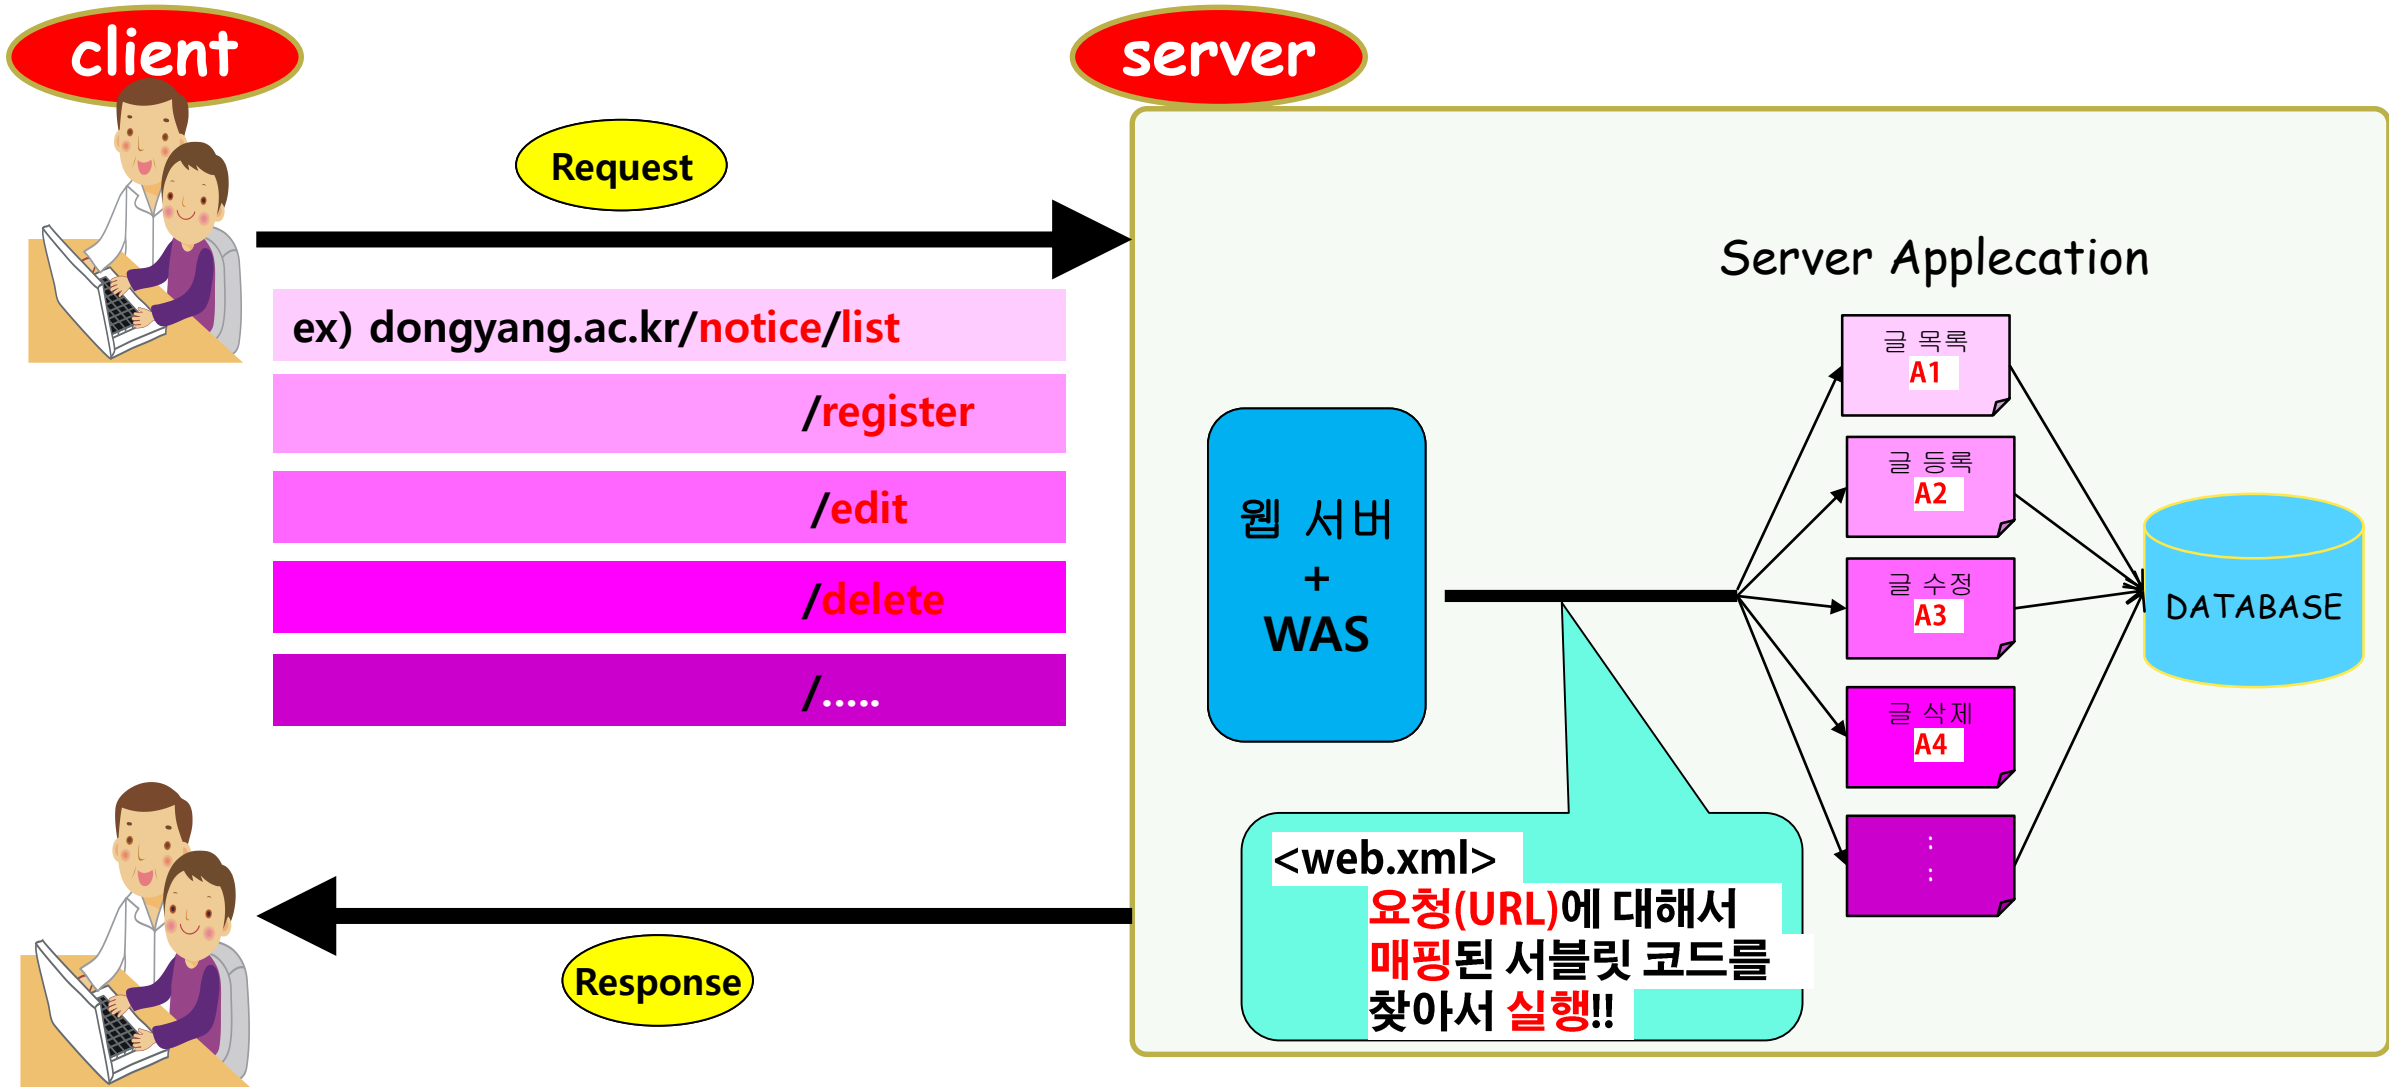 client
server
Request
ex) dongyang.ac.kr/notice/list
/register
/edit
/delete
/.....
Response
Server Applecation
웹 서버
+
WAS
글 목록
A1
글 등록
A2
글 수정
A3
글 삭제
A4
:
:
DATABASE
<web.xml>
요청(URL)에 대해서
매핑된 서블릿 코드를
찾아서 실행!!